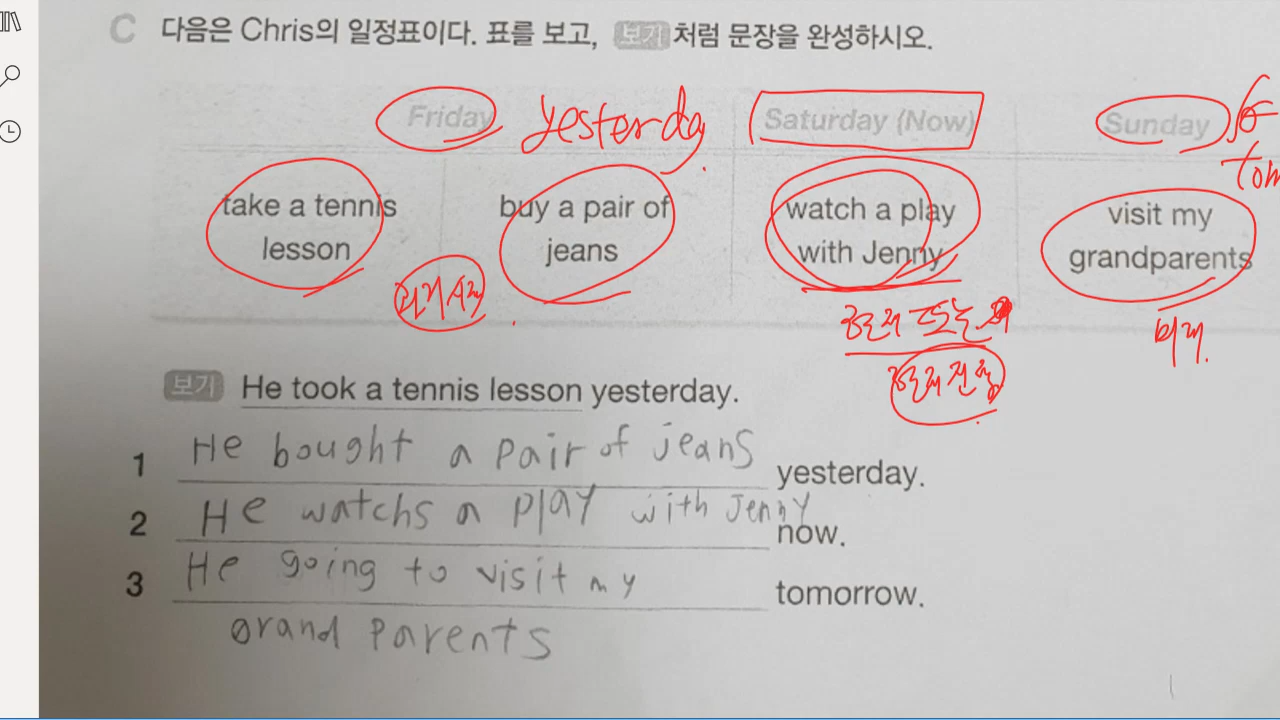 C 다음은 Chris의 일정표이다. 표를 보고, 보기 처럼 문장을 완성하시오.
Friday yesterday Saturday (Now) Sunday
take a tennis lesson
buy a pair of jeans
watch a play with Jenny
visit my grandparents
과거시제
현재 또는
현재진행
미래.
보기 He took a tennis lesson yesterday.
1 He bought a pair of jeans yesterday.
2 He watchs a play with Jenny now.
3 He going to visit my tomorrow.
grand parents